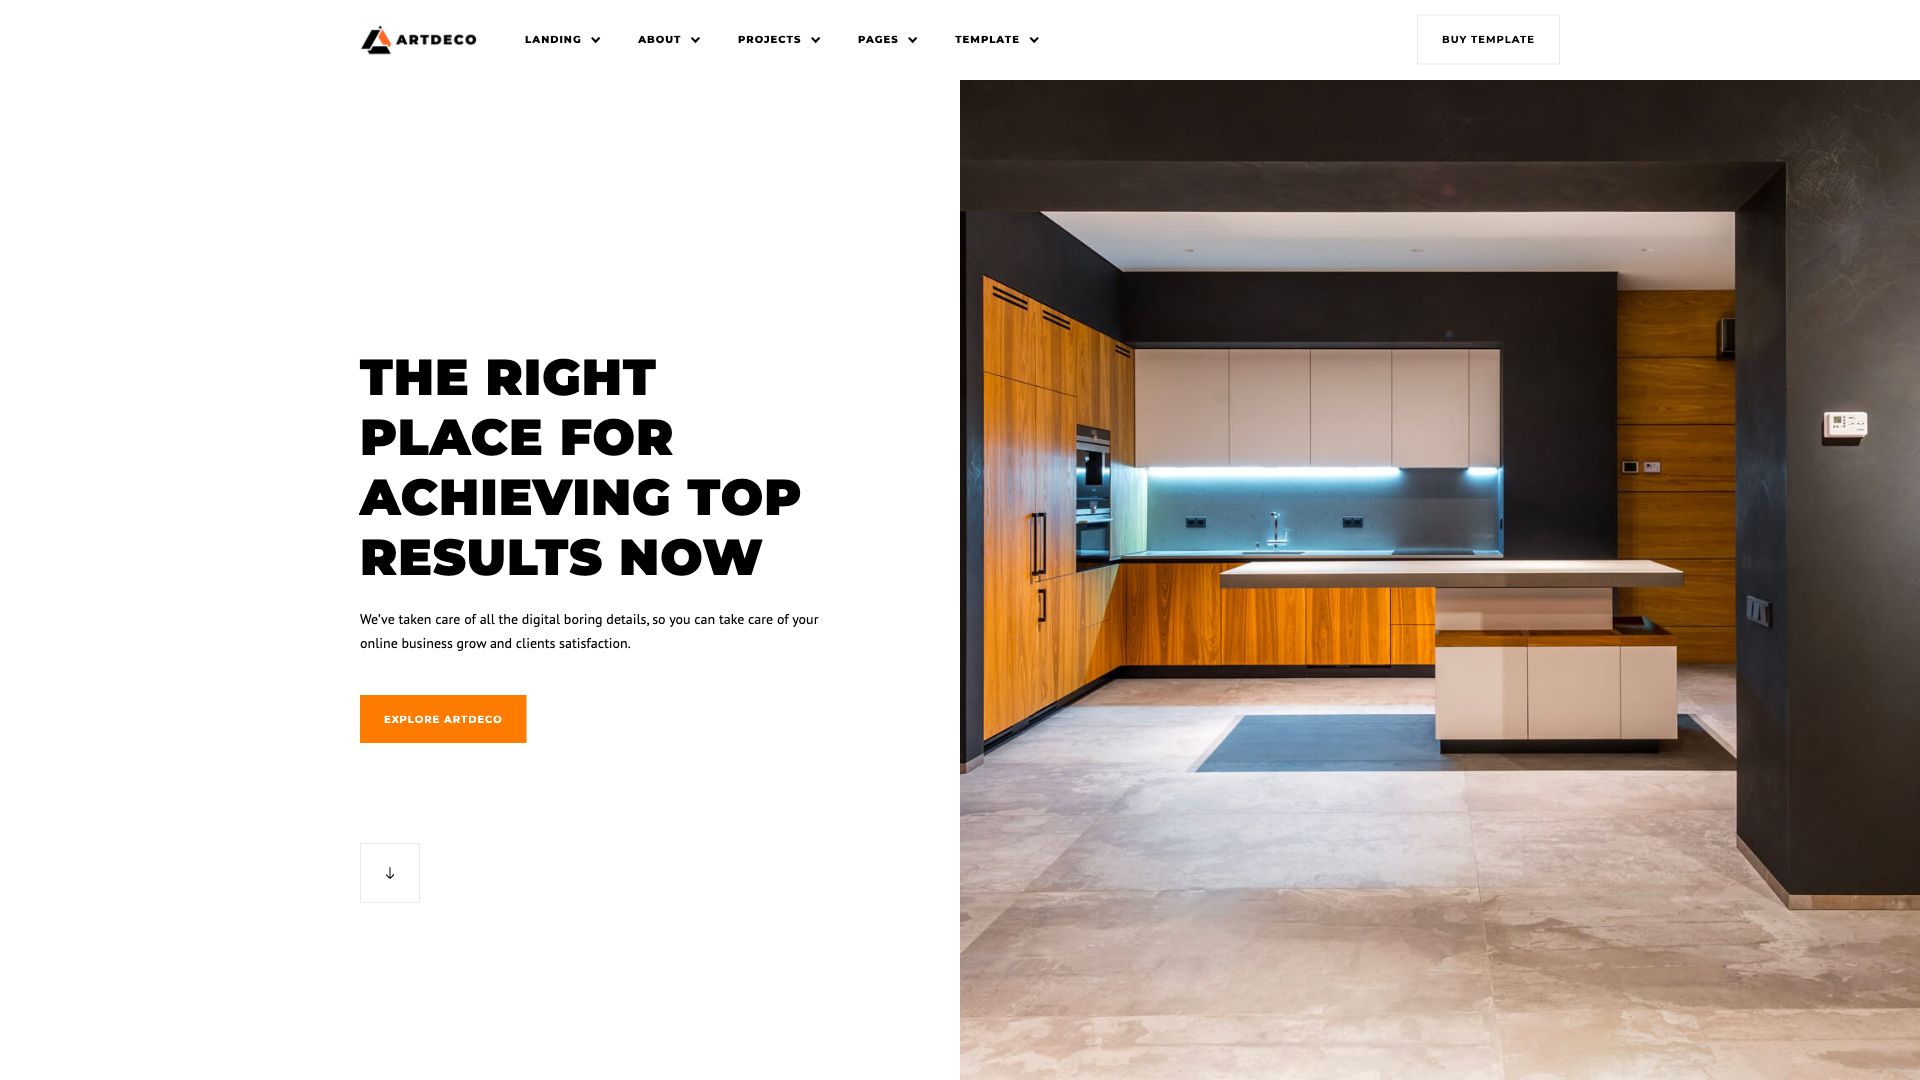 ARTDECO
LANDING
ABOUT
PROJECTS
PAGES
TEMPLATE
BUY TEMPLATE
THE RIGHT
PLACE FOR
ACHIEVING TOP
RESULTS NOW
We've taken care of all the digital boring details, so you can take care of your
online business grow and clients satisfaction.
EXPLORE ARTDECO